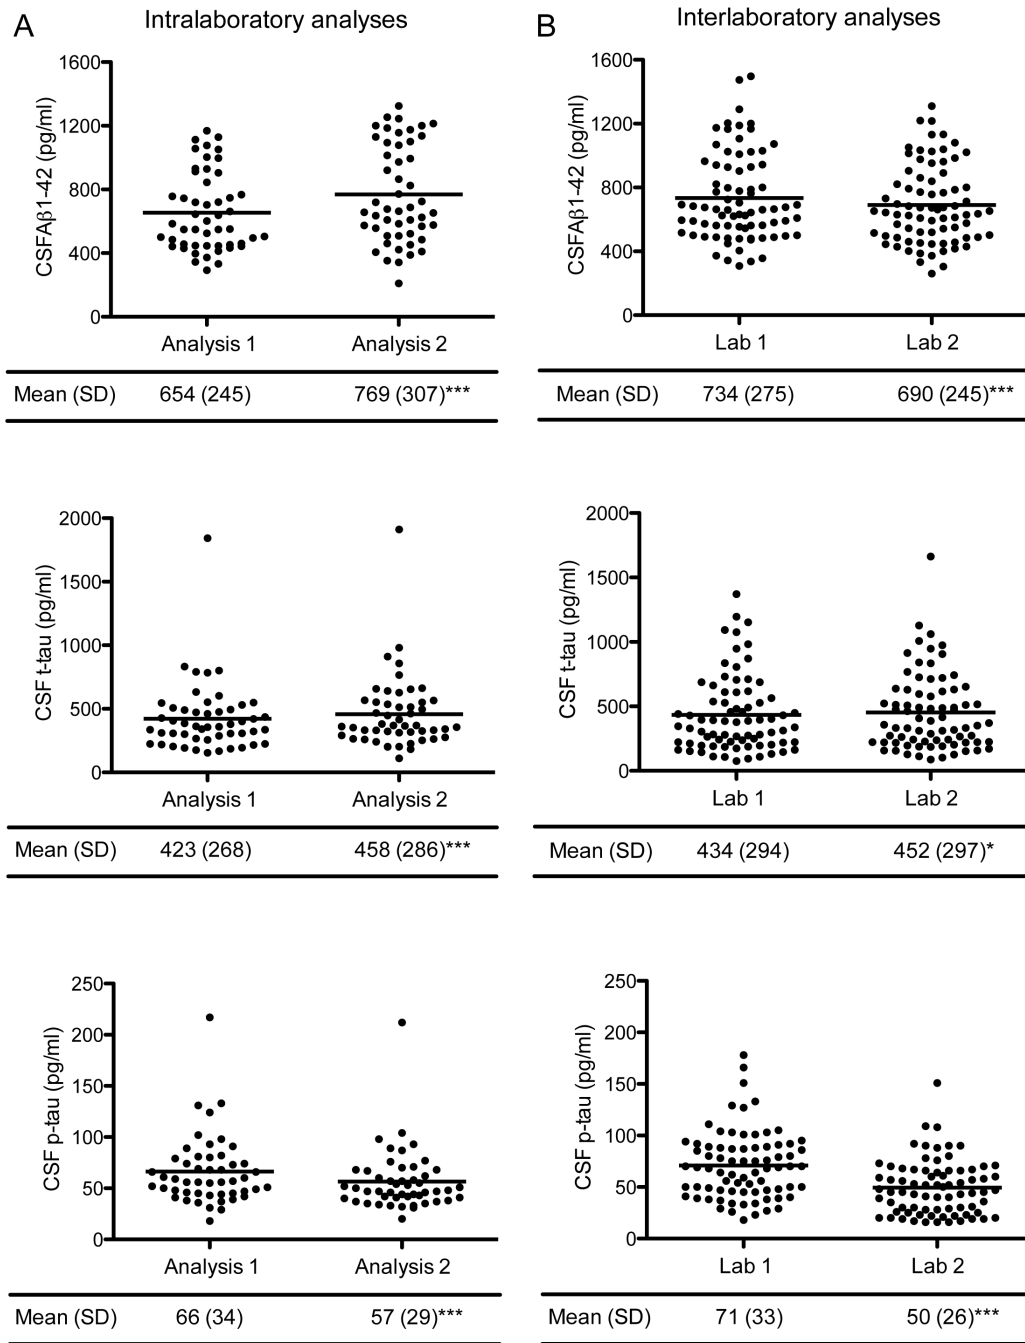 A
Intralaboratory analyses
CSFAβ1-42 (pg/ml)
1600
1200
800
400
0
Analysis 1
Analysis 2
Mean (SD) 654 (245) 769 (307)***
CSF t-tau (pg/ml)
2000
1500
1000
500
0
Analysis 1
Analysis 2
Mean (SD) 423 (268) 458 (286)***
CSF p-tau (pg/ml)
250
200
150
100
50
0
Analysis 1
Analysis 2
Mean (SD) 66 (34) 57 (29)***
B
Interlaboratory analyses
CSFAβ1-42 (pg/ml)
1600
1200
800
400
0
Lab 1
Lab 2
Mean (SD) 734 (275) 690 (245)***
CSF t-tau (pg/ml)
2000
1500
1000
500
0
Lab 1
Lab 2
Mean (SD) 434 (294) 452 (297)*
CSF p-tau (pg/ml)
250
200
150
100
50
0
Lab 1
Lab 2
Mean (SD) 71 (33) 50 (26)***